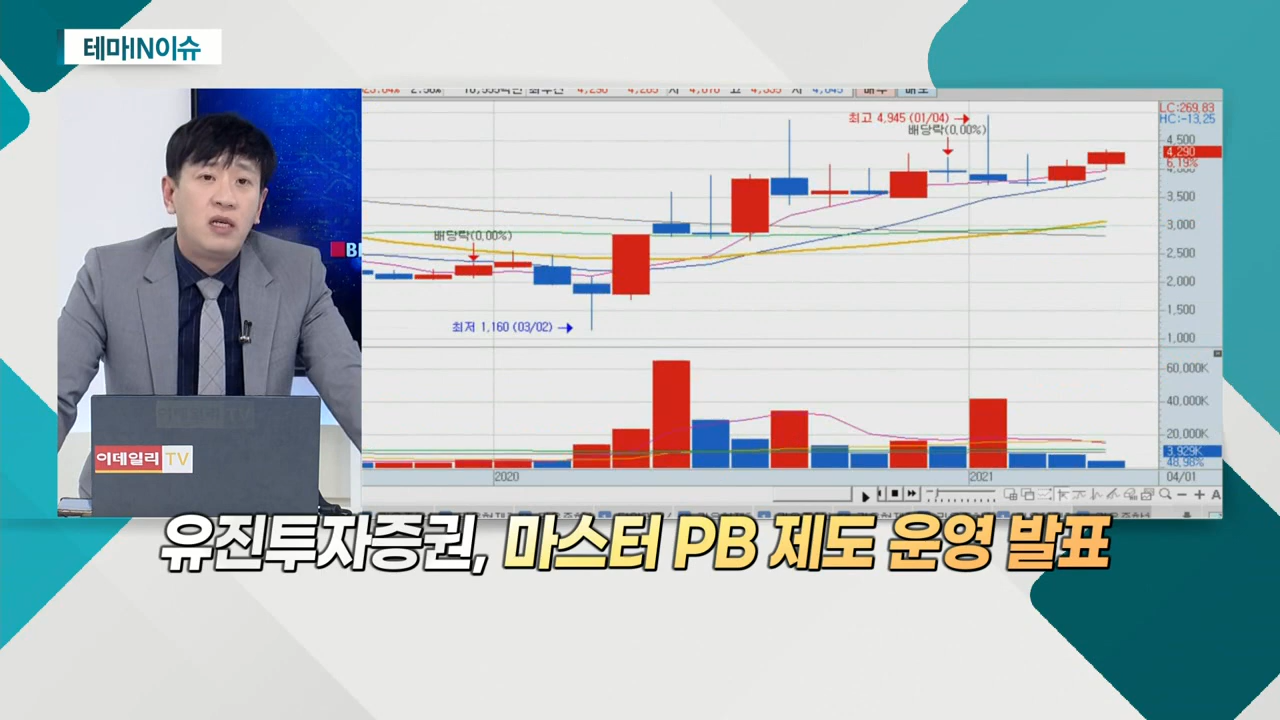 테마IN이슈
최고 4,945 (01/04)
배당락(0.00%)
LC:269.83
HC:-13.25
4,500
4,290
6.19%
4,000
3,500
3,000
2,500
2,000
1,500
1,000
배당락(0.00%)
최저 1,160 (03/02)
60,000K
40,000K
20,000K
3,929K
48.98%
2020
2021
04/01
A
이데일리 TV
유진투자증권, 마스터 PB 제도 운영 발표